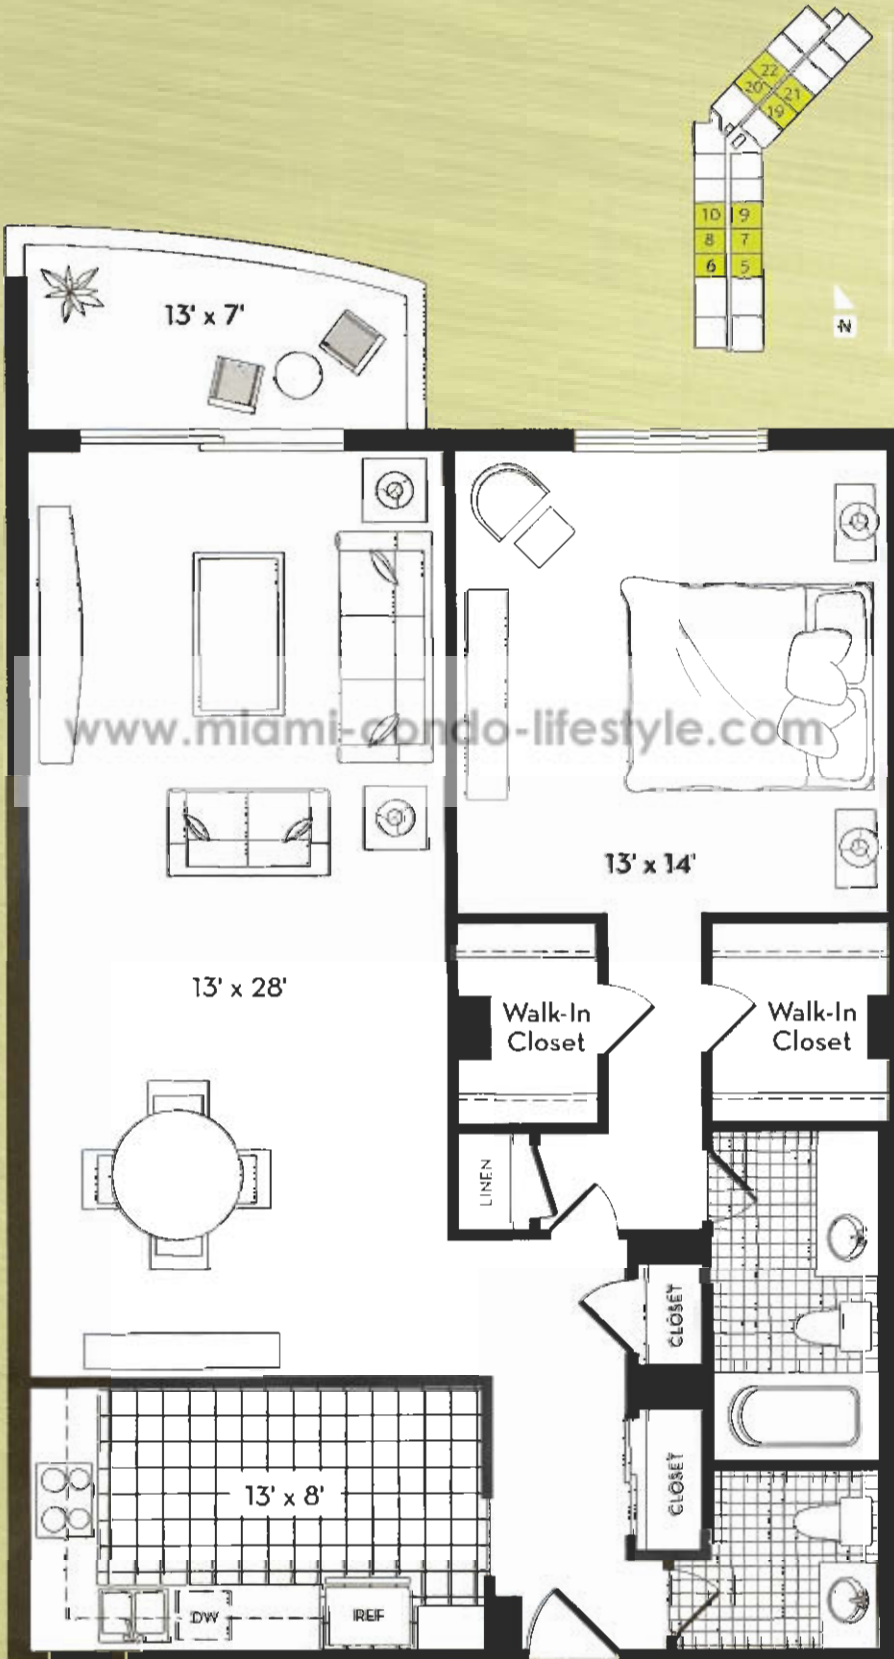 22
20
21
19
10
9
8
7
6
5
N
13' x 7'
www.miami-condo-lifestyle.com
13' x 14'
13' x 28'
Walk-In
Closet
Walk-In
Closet
LINEN
CLOSET
CLOSET
13' x 8'
DW
REF